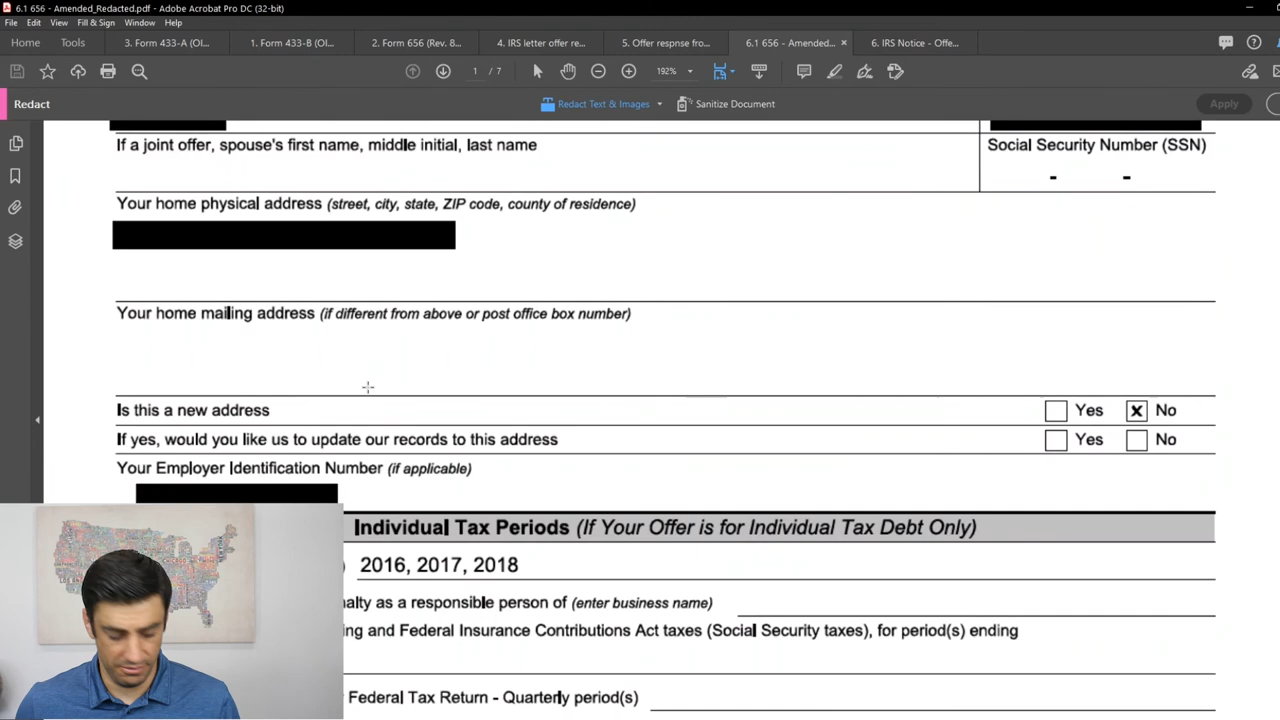 6.1 656 - Amended_Redacted.pdf - Adobe Acrobat Pro DC (32-bit)
File Edit View Fill & Sign Window Help
Home Tools 3. Form 433-A (OI... 1. Form 433-B (OI... 2. Form 656 (Rev. 8... 4. IRS letter offer re... 5. Offer respnse fro... 6.1 656 - Amended... × 6. IRS Notice - Offe...
1 / 7 192%
Redact Redact Text & Images Sanitize Document Apply
If a joint offer, spouse's first name, middle initial, last name Social Security Number (SSN)
- -
Your home physical address (street, city, state, ZIP code, county of residence)
Your home mailing address (if different from above or post office box number)
Is this a new address Yes x No
If yes, would you like us to update our records to this address Yes No
Your Employer Identification Number (if applicable)
Individual Tax Periods (If Your Offer is for Individual Tax Debt Only)
2016, 2017, 2018
alty as a responsible person of (enter business name)
ing and Federal Insurance Contributions Act taxes (Social Security taxes), for period(s) ending
Federal Tax Return - Quarterly period(s)